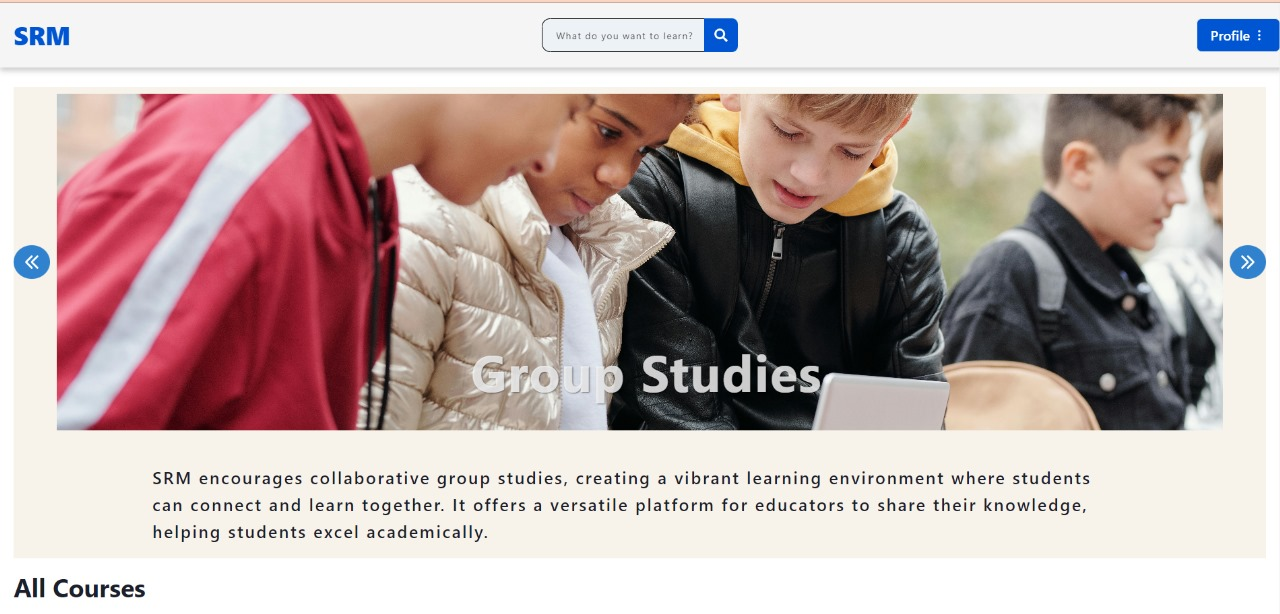 SRM
What do you want to learn?
Profile
Group Studies
SRM encourages collaborative group studies, creating a vibrant learning environment where students
can connect and learn together. It offers a versatile platform for educators to share their knowledge,
helping students excel academically.
All Courses